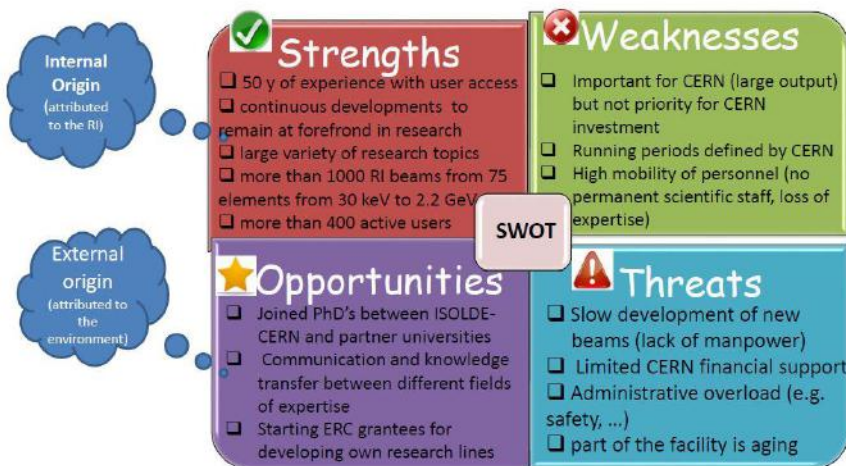 Internal
Origin
(attributed
to the RI)
Strengths
❑ 50 y of experience with user access
❑ continuous developments to
remain at forefrond in research
❑ large variety of research topics
❑ more than 1000 RI beams from 75
elements from 30 keV to 2.2 GeV
❑ more than 400 active users
Weaknesses
❑ Important for CERN (large output)
but not priority for CERN
investment
❑ Running periods defined by CERN
❑ High mobility of personnel (no
permanent scientific staff, loss of
expertise)
SWOT
External
origin
(attributed to
the
environment)
Opportunities
❑ Joined PhD's between ISOLDE-
CERN and partner universities
❑ Communication and knowledge
transfer between different fields
of expertise
❑ Starting ERC grantees for
developing own research lines
Threats
❑ Slow development of new
beams (lack of manpower)
❑ Limited CERN financial support
❑ Administrative overload (e.g.
safety, ...)
❑ part of the facility is aging